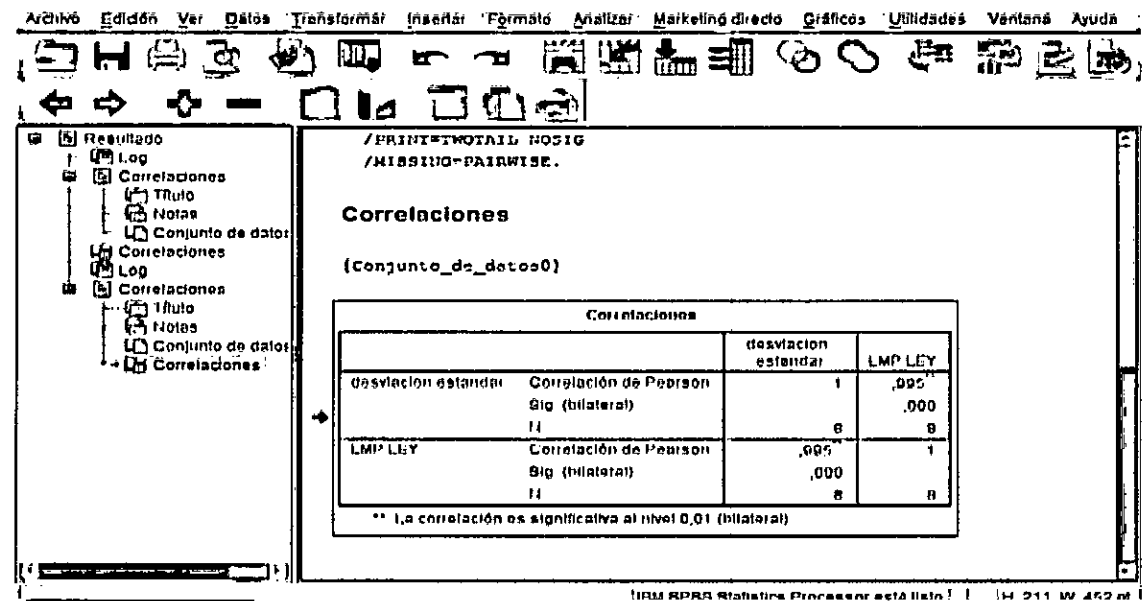 Archivo Edición Ver Datos Transformar Insertar Formato Analizar Marketing directo Gráficos Utilidades Ventana Ayuda
Resultado
Log
Correlaciones
Título
Notas
Conjunto de datos
Correlaciones
Log
Correlaciones
Título
Notas
Conjunto de datos
Correlaciones
/PRINT=TWOTAIL NOSIG
/MISSING=PAIRWISE.
Correlaciones
[Conjunto_de_datos0]
Correlaciones
desviacion estandar LMP LEY
desviacion estandar Correlación de Pearson 1 ,995**
Sig. (bilateral) ,000
N
LMP LEY Correlación de Pearson ,995** 1
Sig. (bilateral) ,000
N
** La correlación es significativa al nivel 0,01 (bilateral)
IBM SPSS Statistics Processor está listo H: 211, W: 452 pt